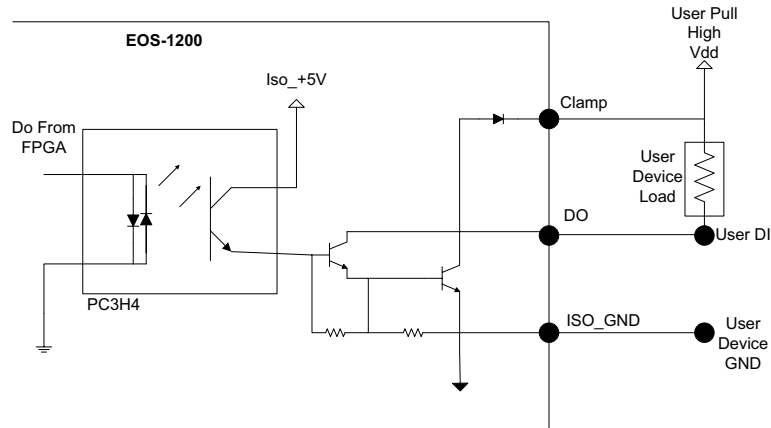 User Pull
High
Vdd
EOS-1200
Iso_+5V
Clamp
Do From
FPGA
User
Device
Load
DO
User DI
PC3H4
ISO_GND
User
Device
GND